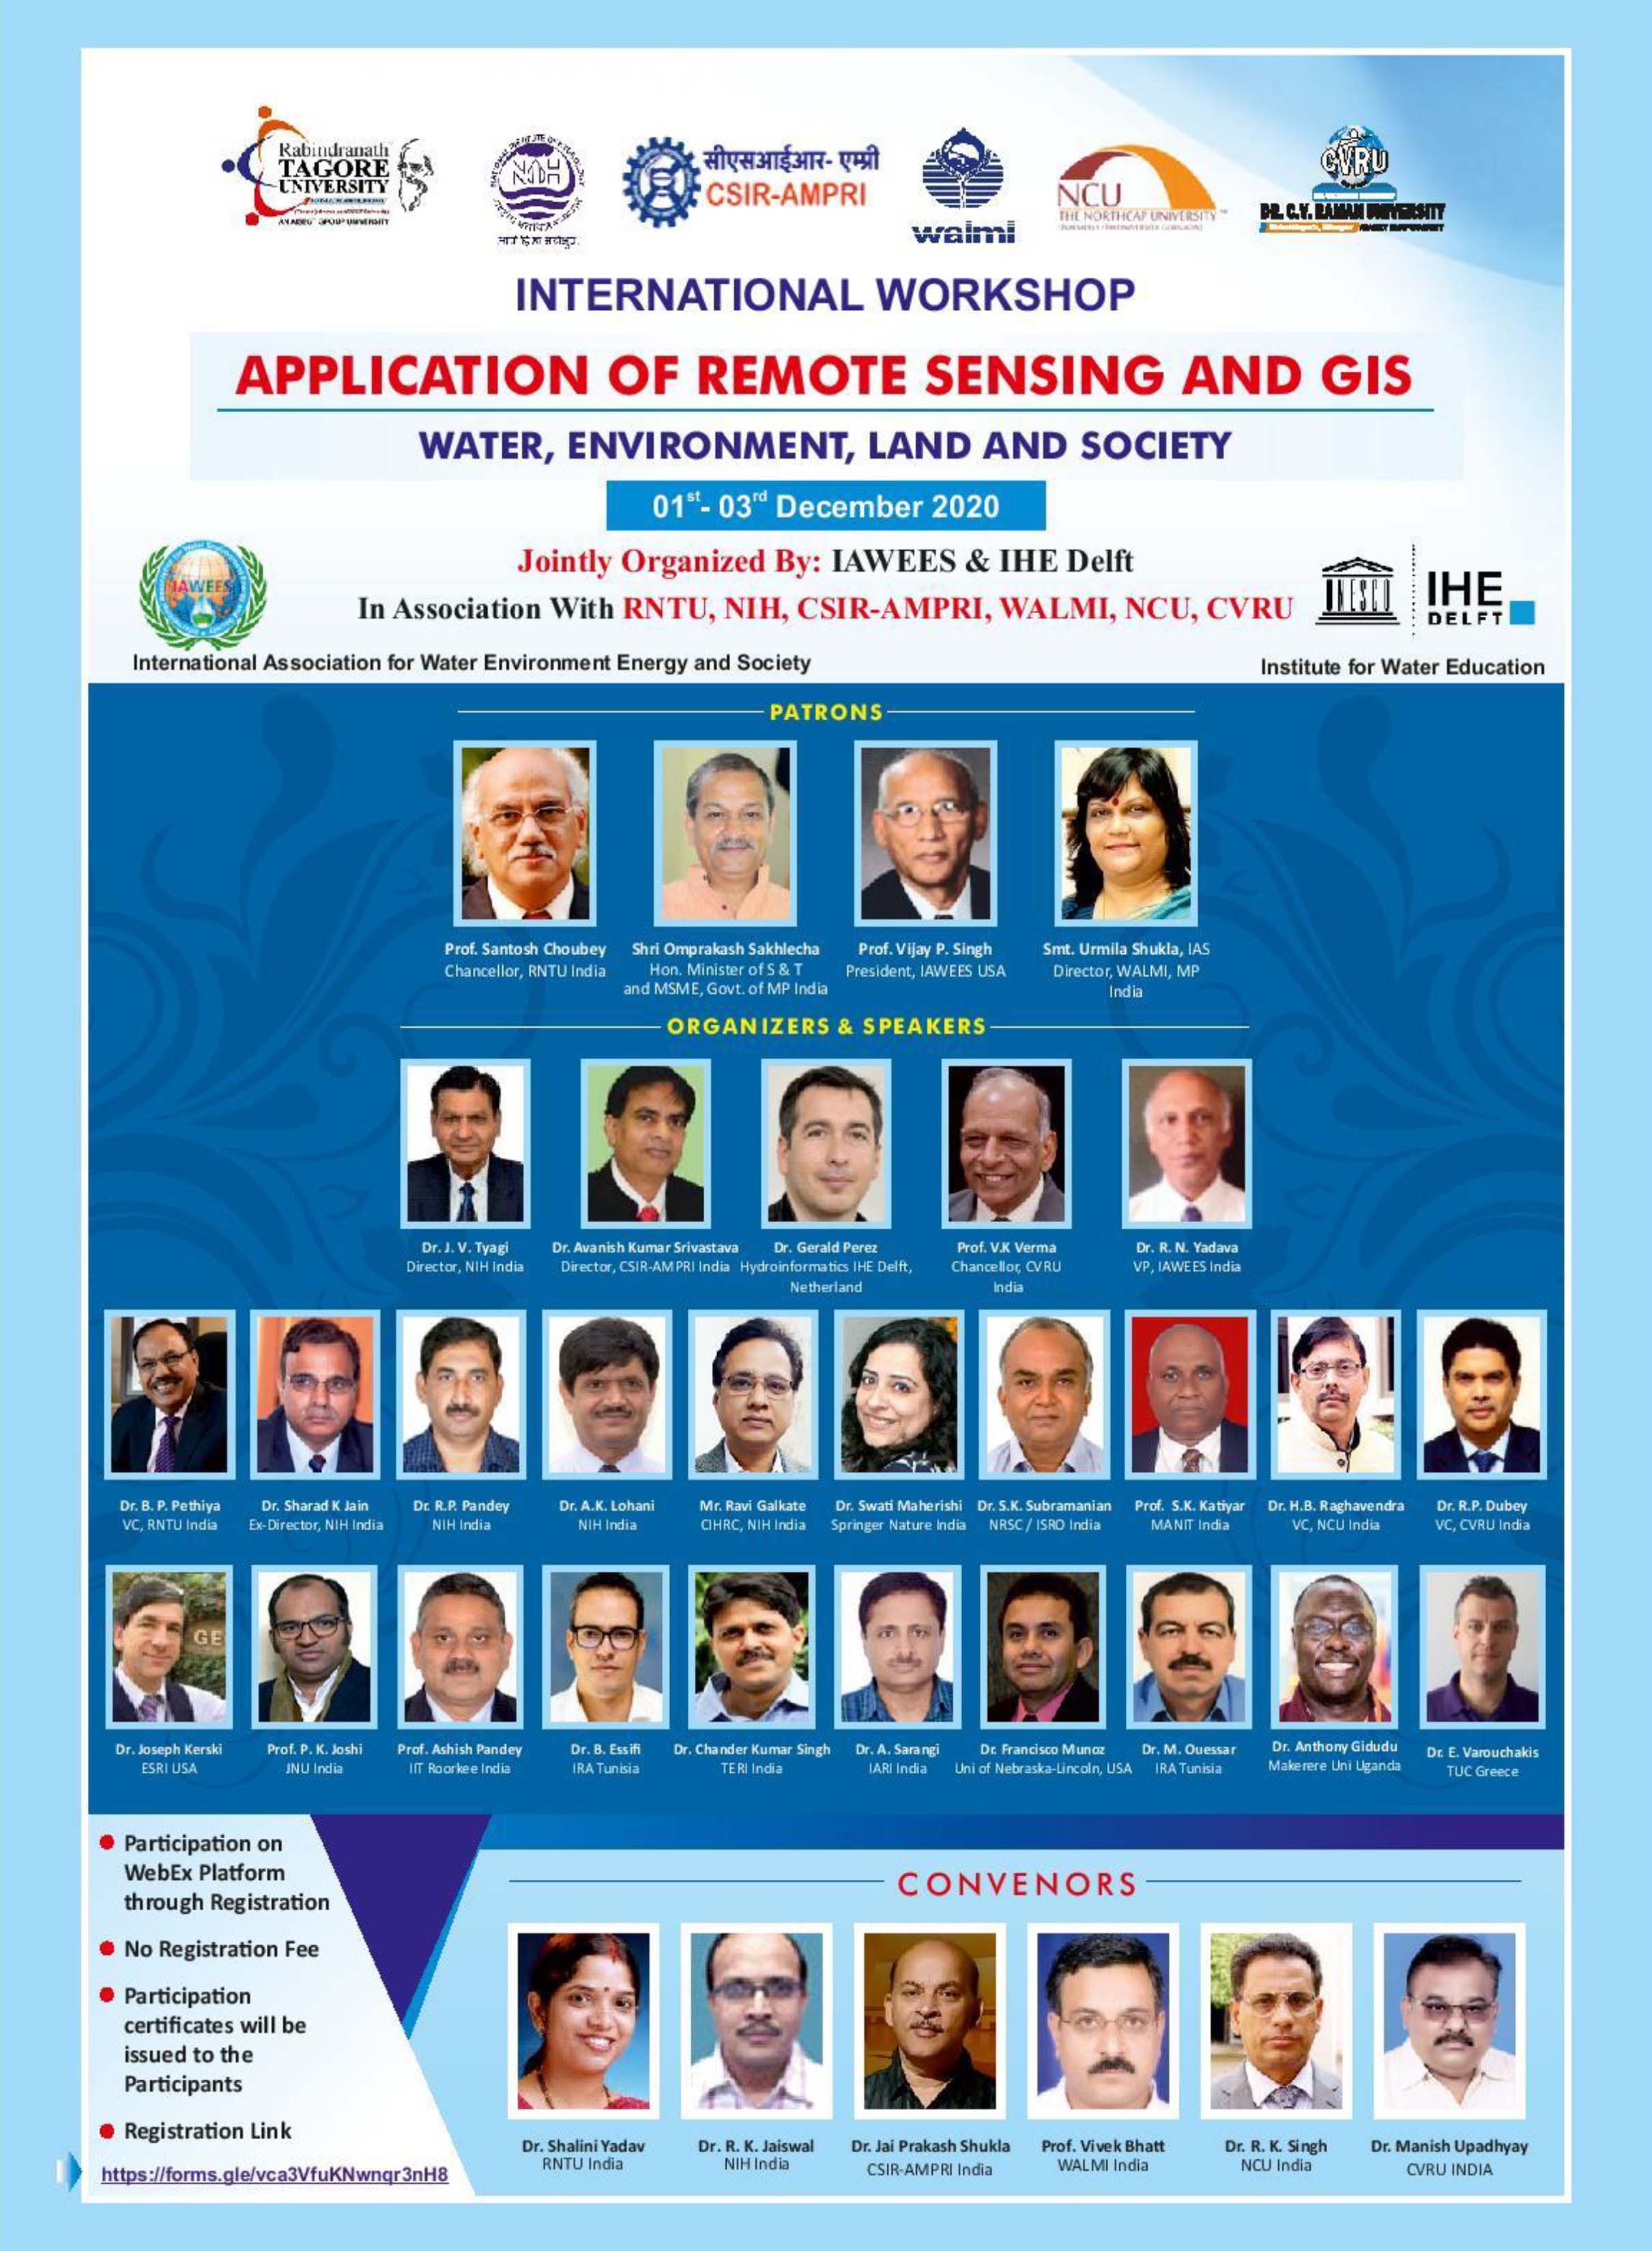 Rabindranath
TAGORE
UNIVERSITY
NIH
सीएसआईआर- एम्प्री
CSIR-AMPRI
walmi
NCU
THE NORTHCAP UNIVERSITY
CVRU
DR. C.V. RAMAN UNIVERSITY
INTERNATIONAL WORKSHOP
APPLICATION OF REMOTE SENSING AND GIS
WATER, ENVIRONMENT, LAND AND SOCIETY
01st- 03rd December 2020
Jointly Organized By: IAWEES & IHE Delft
In Association With RNTU, NIH, CSIR-AMPRI, WALMI, NCU, CVRU
IAWEES
UNESCO
IHE
DELFT
International Association for Water Environment Energy and Society
Institute for Water Education
PATRONS
Prof. Santosh Choubey
Chancellor, RNTU India
Shri Omprakash Sakhlecha
Hon. Minister of S & T
and MSME, Govt. of MP India
Prof. Vijay P. Singh
President, IAWEES USA
Smt. Urmila Shukla, IAS
Director, WALMI, MP
India
ORGANIZERS & SPEAKERS
Dr. J. V. Tyagi
Director, NIH India
Dr. Avanish Kumar Srivastava
Director, CSIR-AMPRI India
Dr. Gerald Perez
Hydroinformatics IHE Delft,
Netherland
Prof. V.K Verma
Chancellor, CVRU
India
Dr. R. N. Yadava
VP, IAWEES India
Dr. B. P. Pethiya
VC, RNTU India
Dr. Sharad K Jain
Ex-Director, NIH India
Dr. R.P. Pandey
NIH India
Dr. A.K. Lohani
NIH India
Mr. Ravi Galkate
CIHRC, NIH India
Dr. Swati Maherishi
Springer Nature India
Dr. S.K. Subramanian
NRSC / ISRO India
Prof. S.K. Katiyar
MANIT India
Dr. H.B. Raghavendra
VC, NCU India
Dr. R.P. Dubey
VC, CVRU India
GE
Dr. Joseph Kerski
ESRI USA
Prof. P. K. Joshi
JNU India
Prof. Ashish Pandey
IIT Roorkee India
Dr. B. Essifi
IRA Tunisia
Dr. Chander Kumar Singh
TERI India
Dr. A. Sarangi
IARI India
Dr. Francisco Munoz
Uni of Nebraska-Lincoln, USA
Dr. M. Ouessar
IRA Tunisia
Dr. Anthony Gidudu
Makerere Uni Uganda
Dr. E. Varouchakis
TUC Greece
● Participation on
WebEx Platform
through Registration
● No Registration Fee
● Participation
certificates will be
issued to the
Participants
● Registration Link
https://forms.gle/vca3VfuKNwnqr3nH8
CONVENORS
Dr. Shalini Yadav
RNTU India
Dr. R. K. Jaiswal
NIH India
Dr. Jai Prakash Shukla
CSIR-AMPRI India
Prof. Vivek Bhatt
WALMI India
Dr. R. K. Singh
NCU India
Dr. Manish Upadhyay
CVRU INDIA